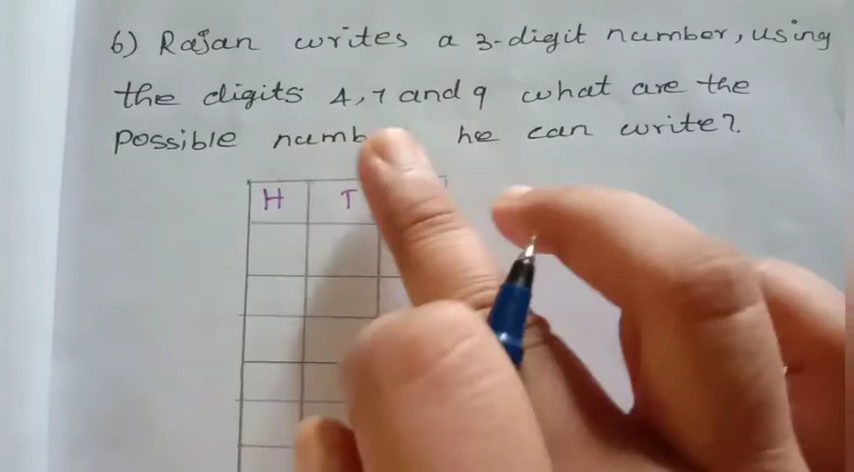 6) Rajan writes a 3-digit number, using
the digits 4, 7 and 9 what are the
possible he can write?
H T